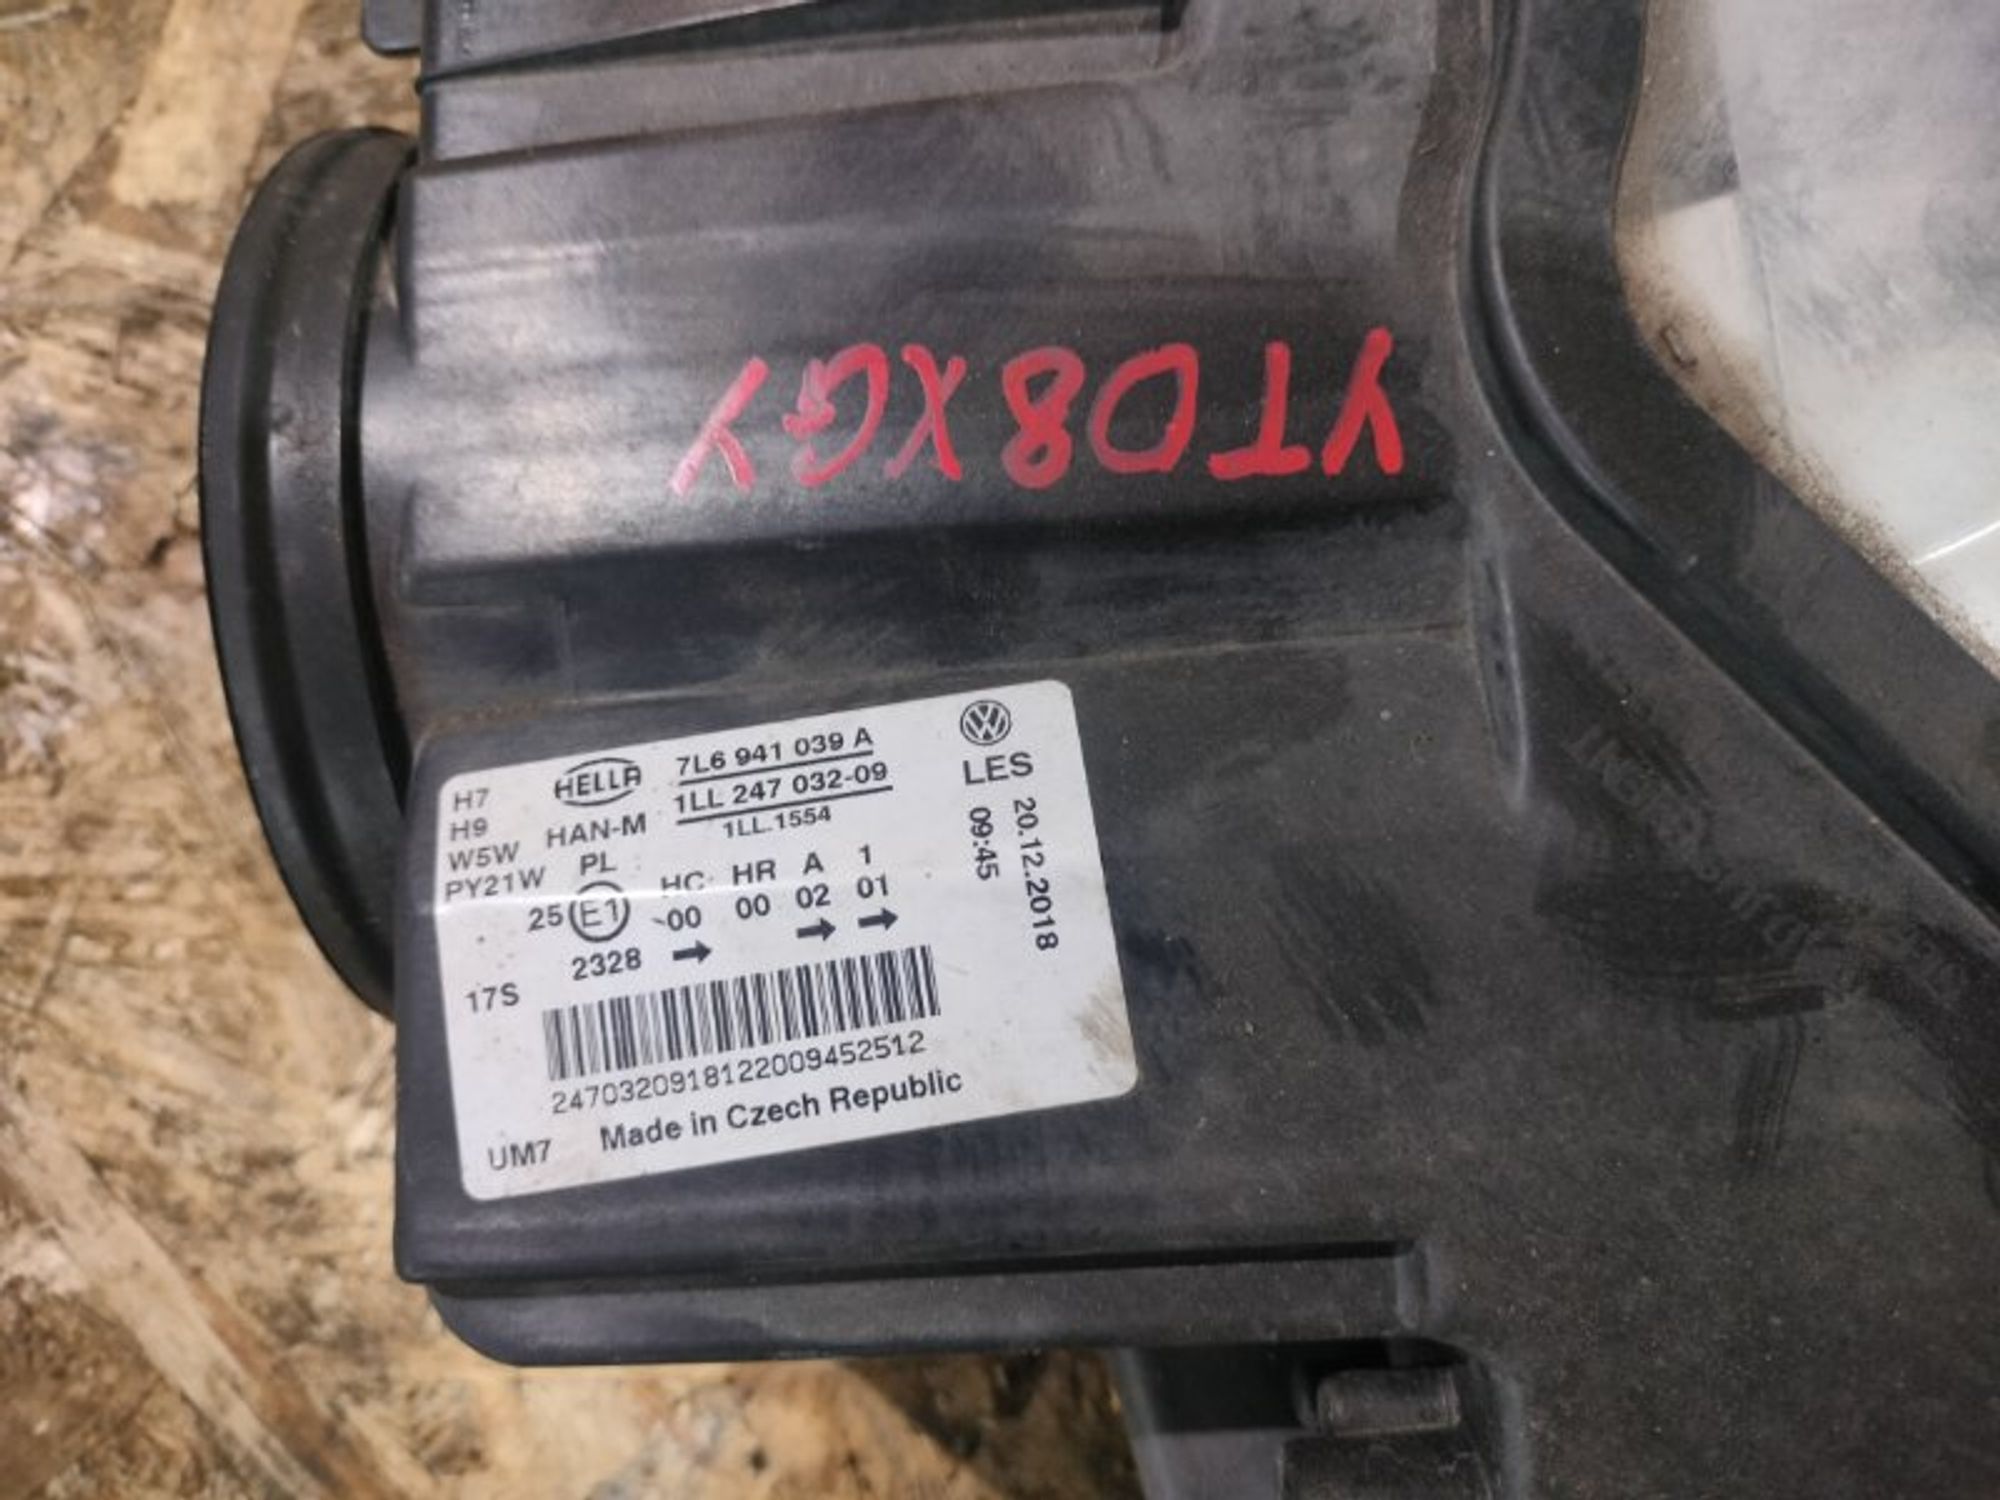 YT08XGY
H7
H9
W5W
PY21W
HELLA
HAN-M
PL
7L6 941 039 A
1LL 247 032-09
1LL.1554
VW
LES
20.12.2018
09:45
HC HR A 1
25 E1 00 00 02 01
2328 → → →
17S
2470320918122009452512
Made in Czech Republic
UM7